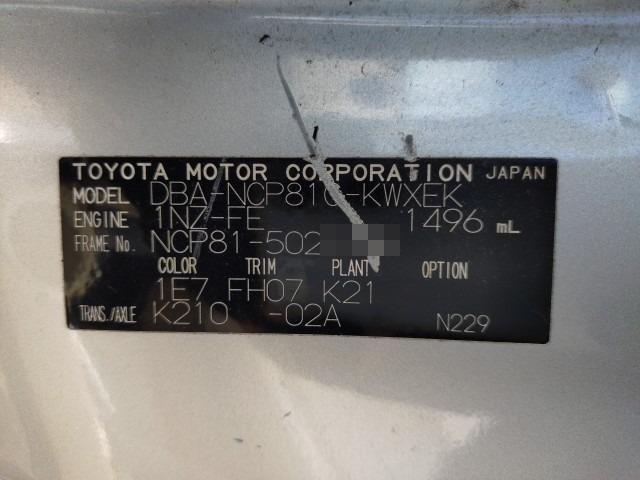 TOYOTA MOTOR CORPORATION JAPAN
MODEL DBA-NCP81G-KWXEK
ENGINE 1NZ-FE 1496 mL
FRAME No. NCP81-502
COLOR TRIM PLANT OPTION
1E7 FH07 K21
TRANS./AXLE K210 -02A N229